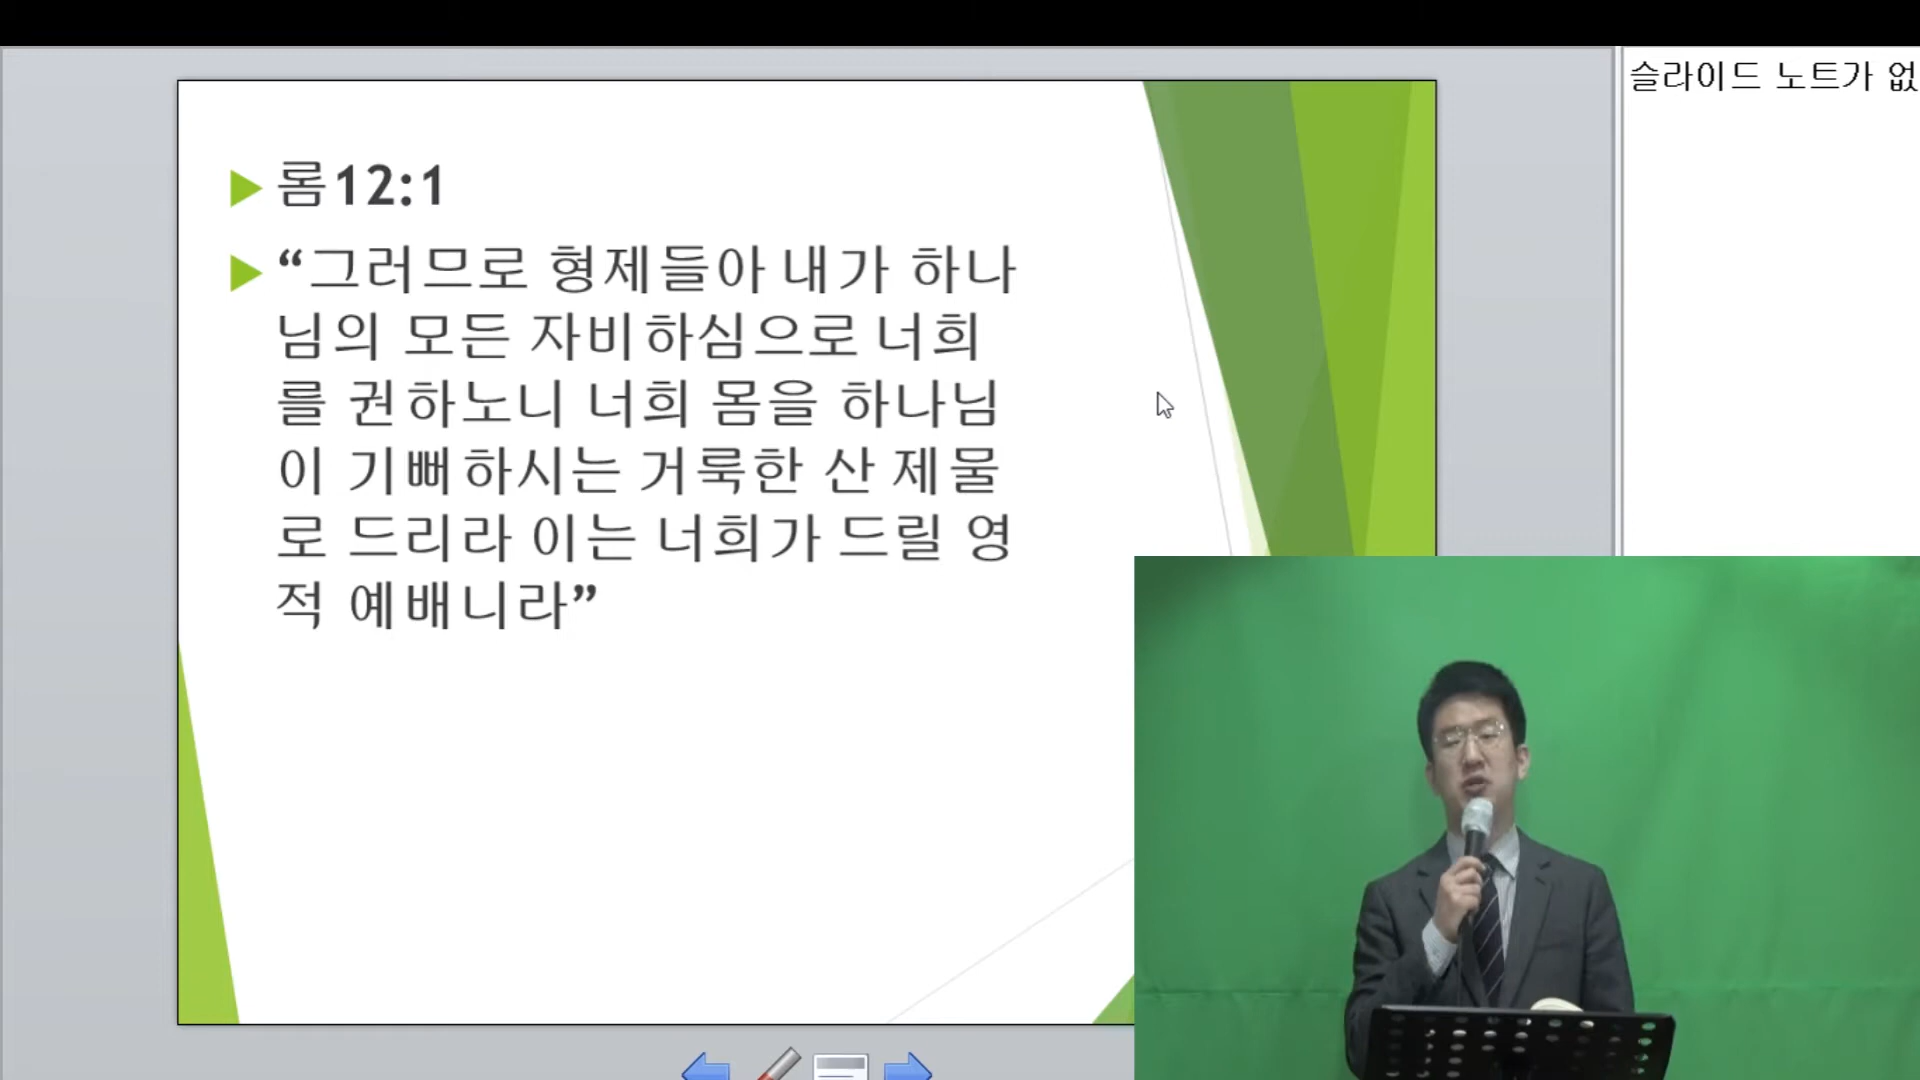 롬12:1
“그러므로 형제들아 내가 하나
님의 모든 자비하심으로 너희
를 권하노니 너희 몸을 하나님
이 기뻐하시는 거룩한 산 제물
로 드리라 이는 너희가 드릴 영
적 예배니라”
슬라이드 노트가 없